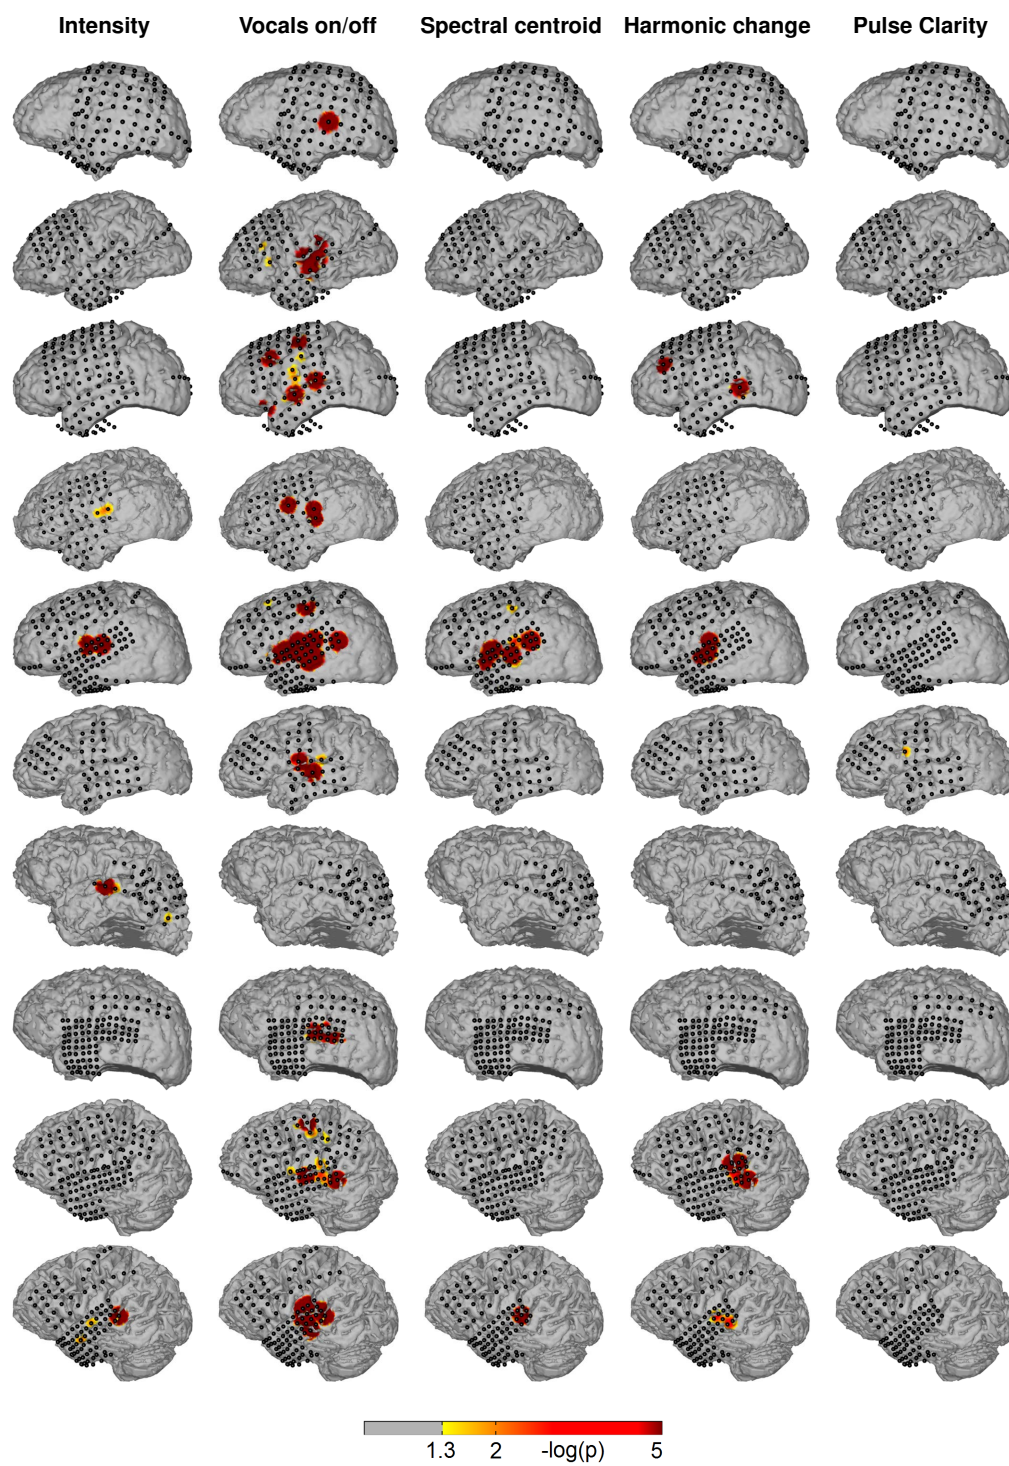 Intensity Vocals on/off Spectral centroid Harmonic change Pulse Clarity
1.3 2 -log(p) 5